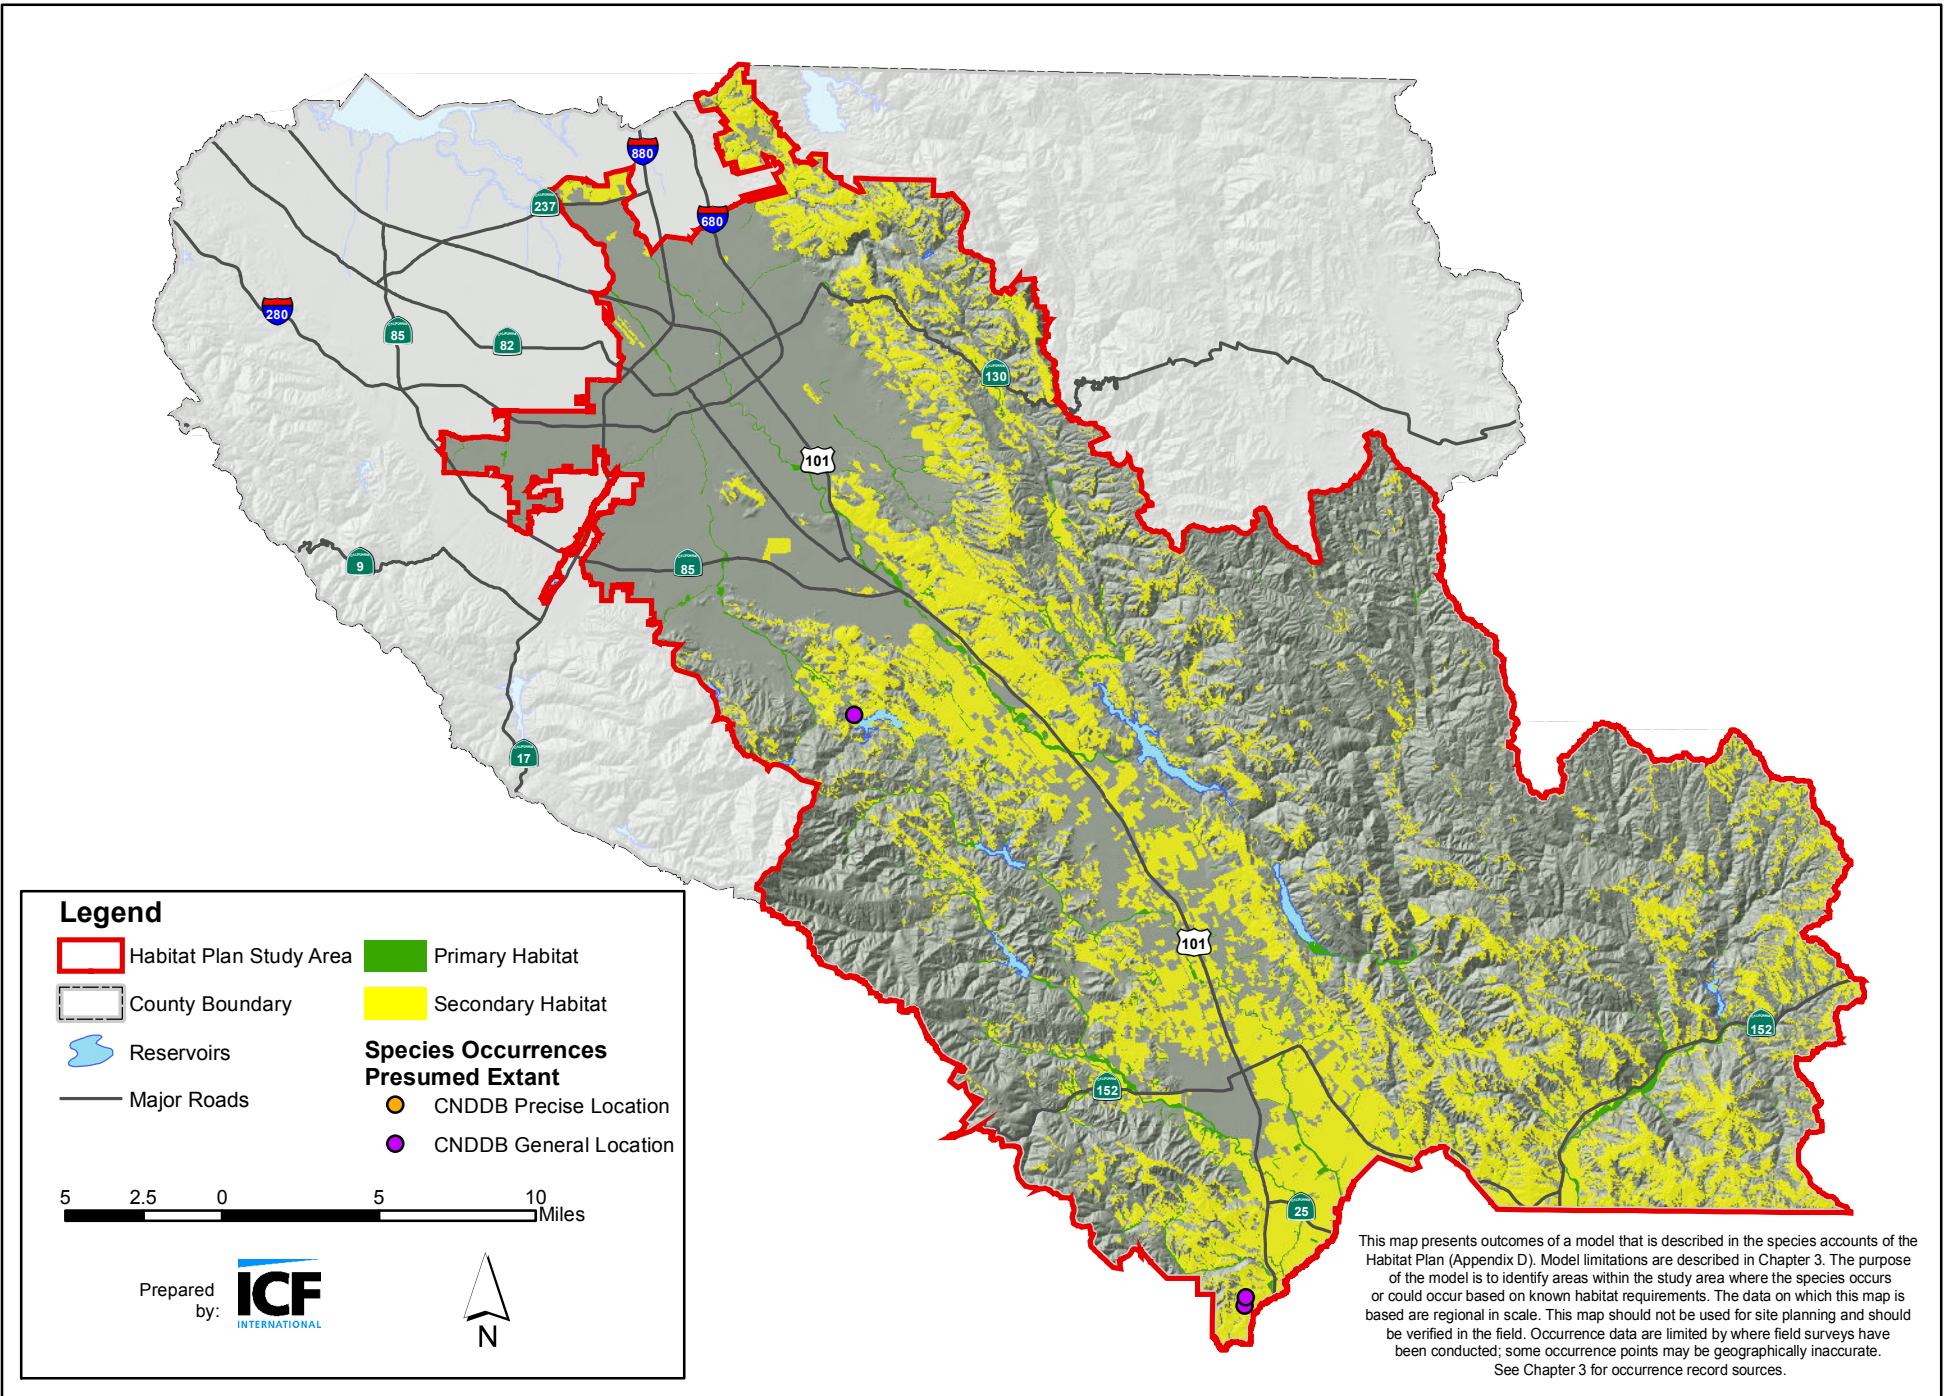 880
237
680
280
85
82
130
101
9
85
17
101
152
152
25
Legend
Habitat Plan Study Area
Primary Habitat
County Boundary
Secondary Habitat
Reservoirs
Species Occurrences
Presumed Extant
Major Roads
CNDDB Precise Location
CNDDB General Location
5 2.5 0 5 10
Miles
Prepared
by:
ICF
INTERNATIONAL
N
This map presents outcomes of a model that is described in the species accounts of the
Habitat Plan (Appendix D). Model limitations are described in Chapter 3. The purpose
of the model is to identify areas within the study area where the species occurs
or could occur based on known habitat requirements. The data on which this map is
based are regional in scale. This map should not be used for site planning and should
be verified in the field. Occurrence data are limited by where field surveys have
been conducted; some occurrence points may be geographically inaccurate.
See Chapter 3 for occurrence record sources.